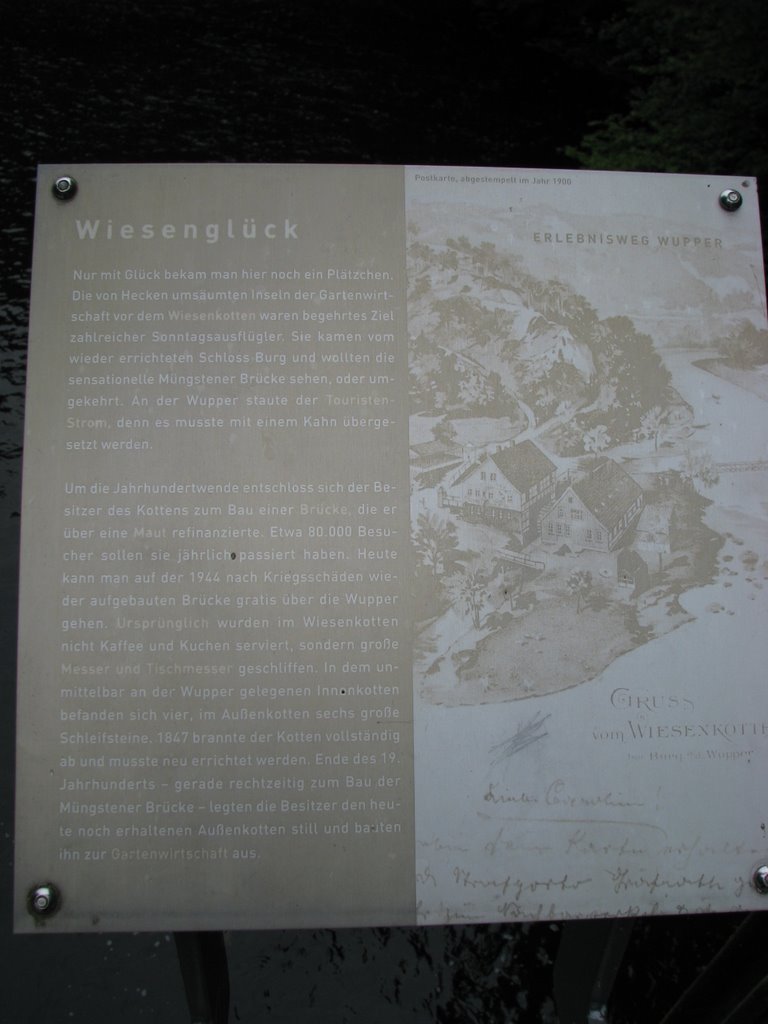 Postkarte, abgestempelt im Jahr 1900
Wiesenglück
ERLEBNISWEG WUPPER
Nur mit Glück bekam man hier noch ein Plätzchen.
Die von Hecken umsäumten Inseln der Gartenwirt-
schaft vor dem Wiesenkotten waren begehrtes Ziel
zahlreicher Sonntagsausflügler. Sie kamen vom
wieder errichteten Schloss Burg und wollten die
sensationelle Müngstener Brücke sehen, oder um-
gekehrt. An der Wupper staute der Touristen-
Strom, denn es musste mit einem Kahn überge-
setzt werden.
Um die Jahrhundertwende entschloss sich der Be-
sitzer des Kottens zum Bau einer Brücke, die er
über eine Maut refinanzierte. Etwa 80.000 Besu-
cher sollen sie jährlich passiert haben. Heute
kann man auf der 1944 nach Kriegsschäden wie-
der aufgebauten Brücke gratis über die Wupper
gehen. Ursprünglich wurden im Wiesenkotten
nicht Kaffee und Kuchen serviert, sondern große
Messer und Tischmesser geschliffen. In dem un-
mittelbar an der Wupper gelegenen Innenkotten
befanden sich vier, im Außenkotten sechs große
Schleifsteine. 1847 brannte der Kotten vollständig
ab und musste neu errichtet werden. Ende des 19.
Jahrhunderts – gerade rechtzeitig zum Bau der
Müngstener Brücke – legten die Besitzer den heu-
te noch erhaltenen Außenkotten still und bauten
ihn zur Gartenwirtschaft aus.
GRUSS
vom WIESENKOTTE
bei Burg a.d. Wupper
Karte